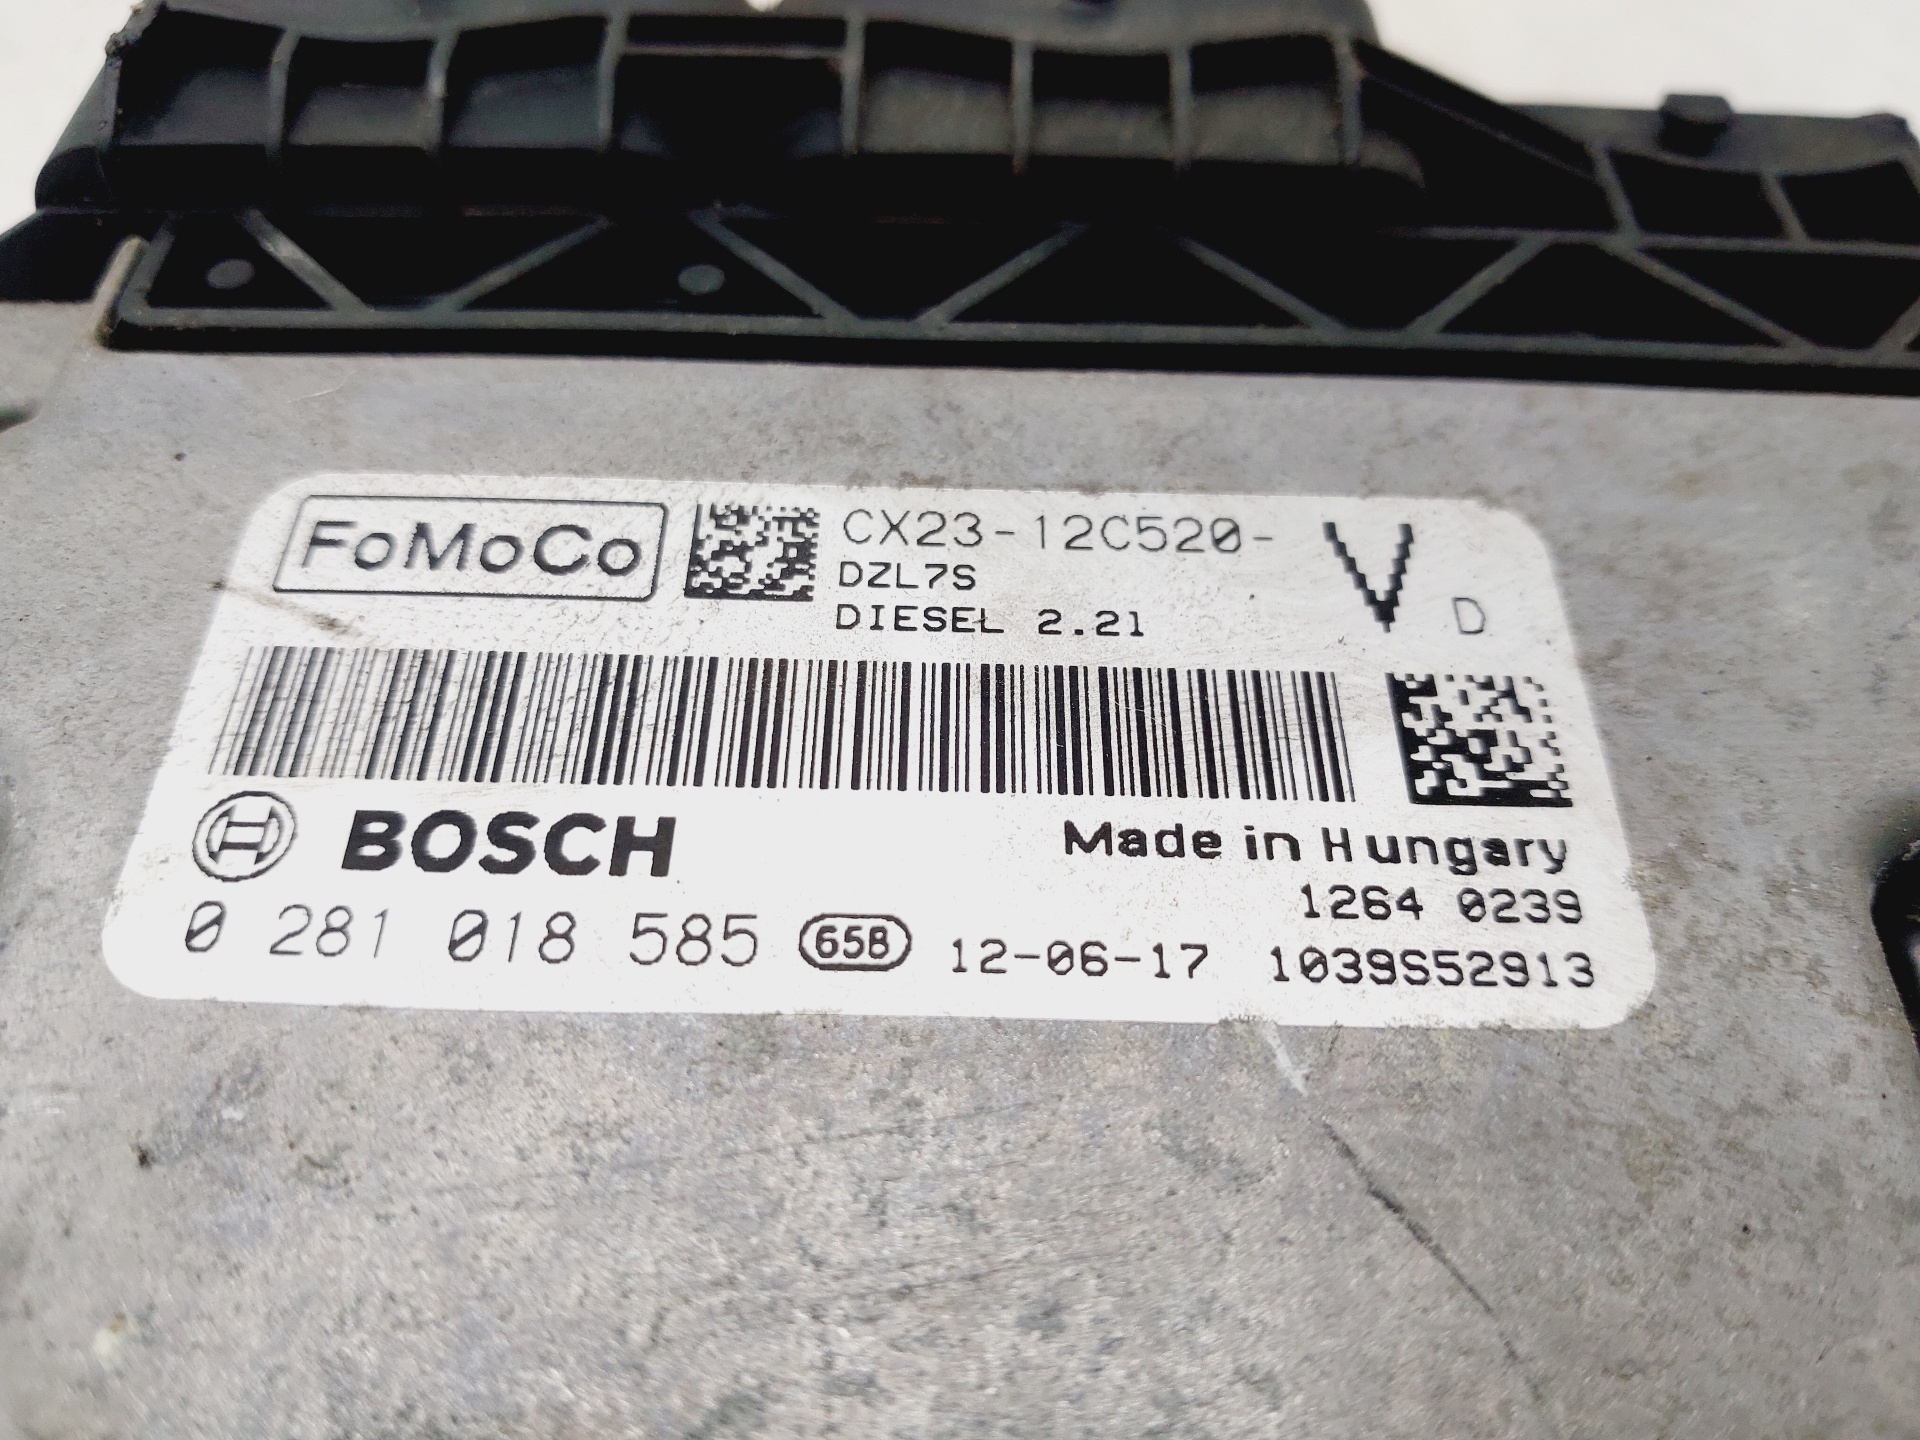 FoMoCo
CX23-12C520- V D
DZL7S
DIESEL 2.2l
BOSCH
Made in Hungary
1264 0239
0 281 018 585 65B 12-06-17 1039S52913